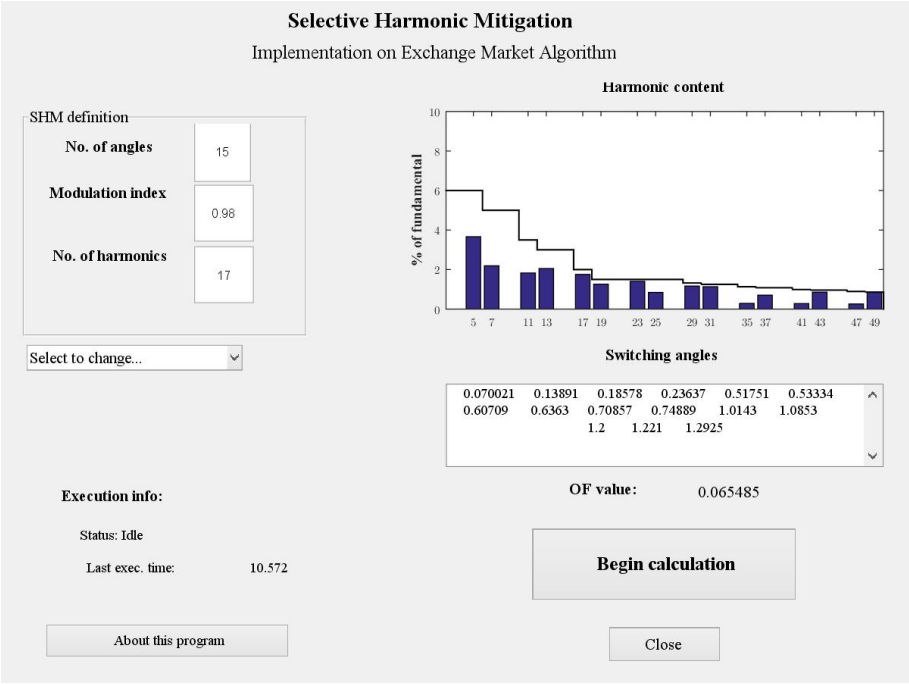 Selective Harmonic Mitigation
Implementation on Exchange Market Algorithm
SHM definition
No. of angles
15
Modulation index
0.98
No. of harmonics
17
Select to change...
Harmonic content
% of fundamental
10
8
6
4
2
0
5 7 11 13 17 19 23 25 29 31 35 37 41 43 47 49
Switching angles
0.070021 0.13891 0.18578 0.23637 0.51751 0.53334
0.60709 0.6363 0.70857 0.74889 1.0143 1.0853
1.2 1.221 1.2925
OF value: 0.065485
Execution info:
Status: Idle
Last exec. time: 10.572
Begin calculation
About this program
Close